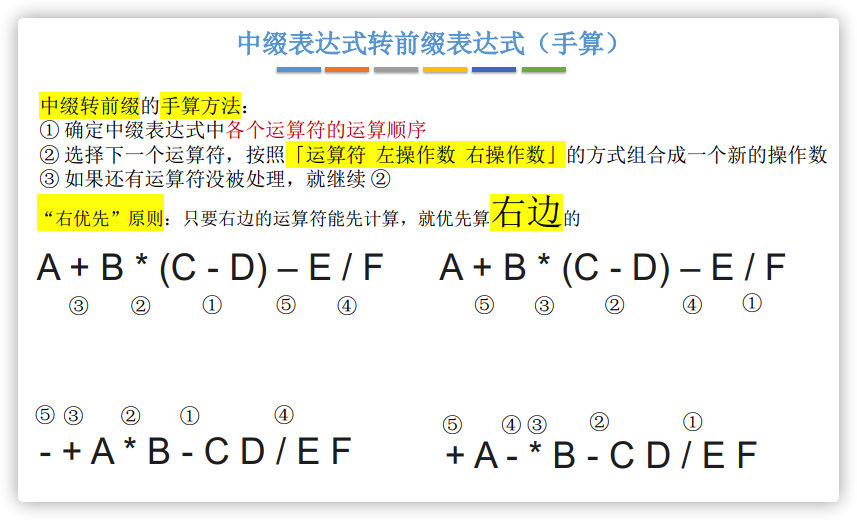 中缀表达式转前缀表达式（手算）
中缀转前缀的手算方法：
① 确定中缀表达式中各个运算符的运算顺序
② 选择下一个运算符，按照「运算符 左操作数 右操作数」的方式组合成一个新的操作数
③ 如果还有运算符没被处理，就继续 ②
“右优先”原则：只要右边的运算符能先计算，就优先算右边的
A + B * (C - D) – E / F
③ ② ① ⑤ ④
A + B * (C - D) – E / F
⑤ ③ ② ④ ①
⑤ ③ ② ① ④
- + A * B - C D / E F
⑤ ④ ③ ② ①
+ A - * B - C D / E F